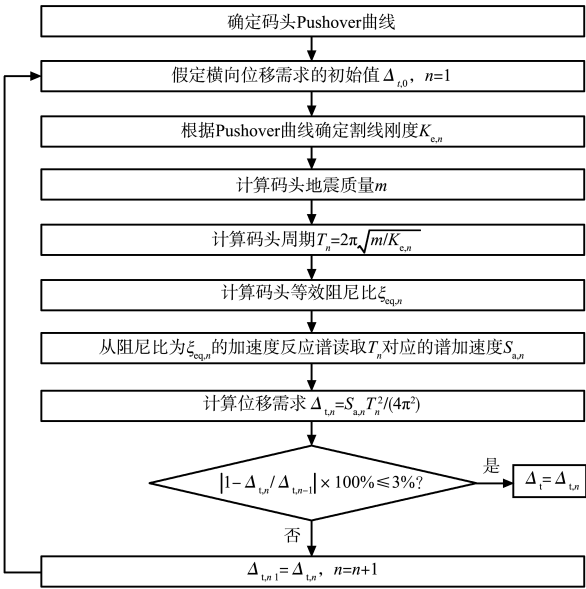 确定码头Pushover曲线
假定横向位移需求的初始值 Δt,0，n=1
根据Pushover曲线确定割线刚度Ke,n
计算码头地震质量m
计算码头周期Tn=2π√m/Ke,n
计算码头等效阻尼比ξeq,n
从阻尼比为ξeq,n的加速度反应谱读取Tn对应的谱加速度Sa,n
计算位移需求 Δt,n=Sa,nTn²/(4π²)
|1-Δt,n/Δt,n-1|×100%≤3%?
是
Δt=Δt,n
否
Δt,n 1=Δt,n，n=n+1